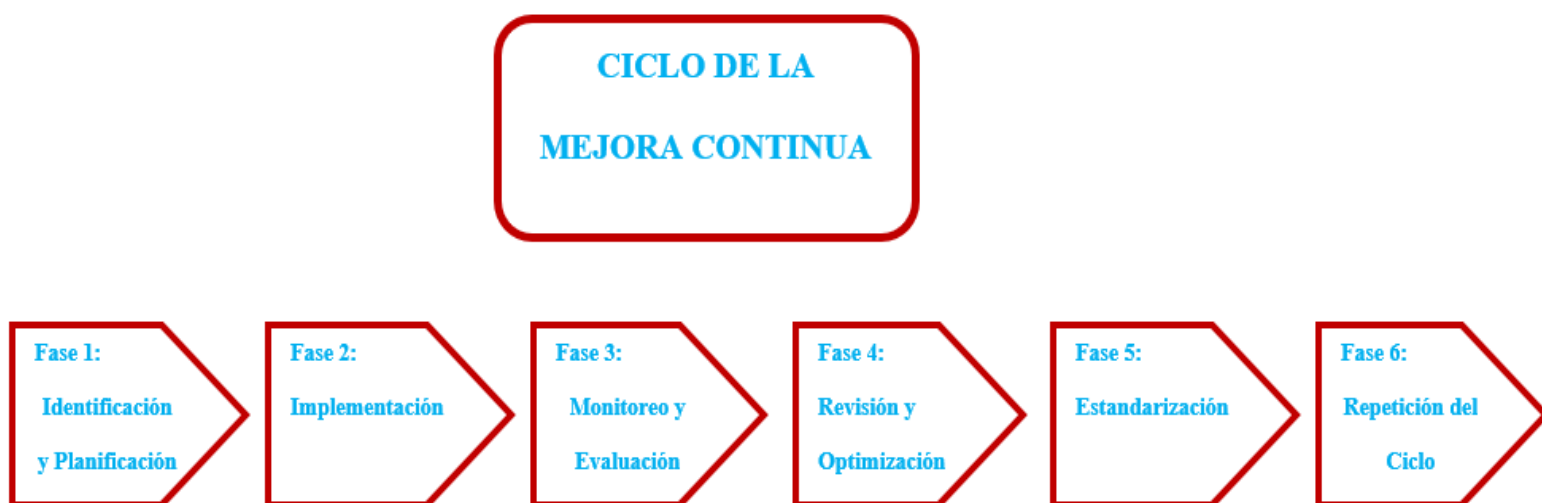 CICLO DE LA
MEJORA CONTINUA
Fase 1:
Identificación
y Planificación
Fase 2:
Implementación
Fase 3:
Monitoreo y
Evaluación
Fase 4:
Revisión y
Optimización
Fase 5:
Estandarización
Fase 6:
Repetición del
Ciclo